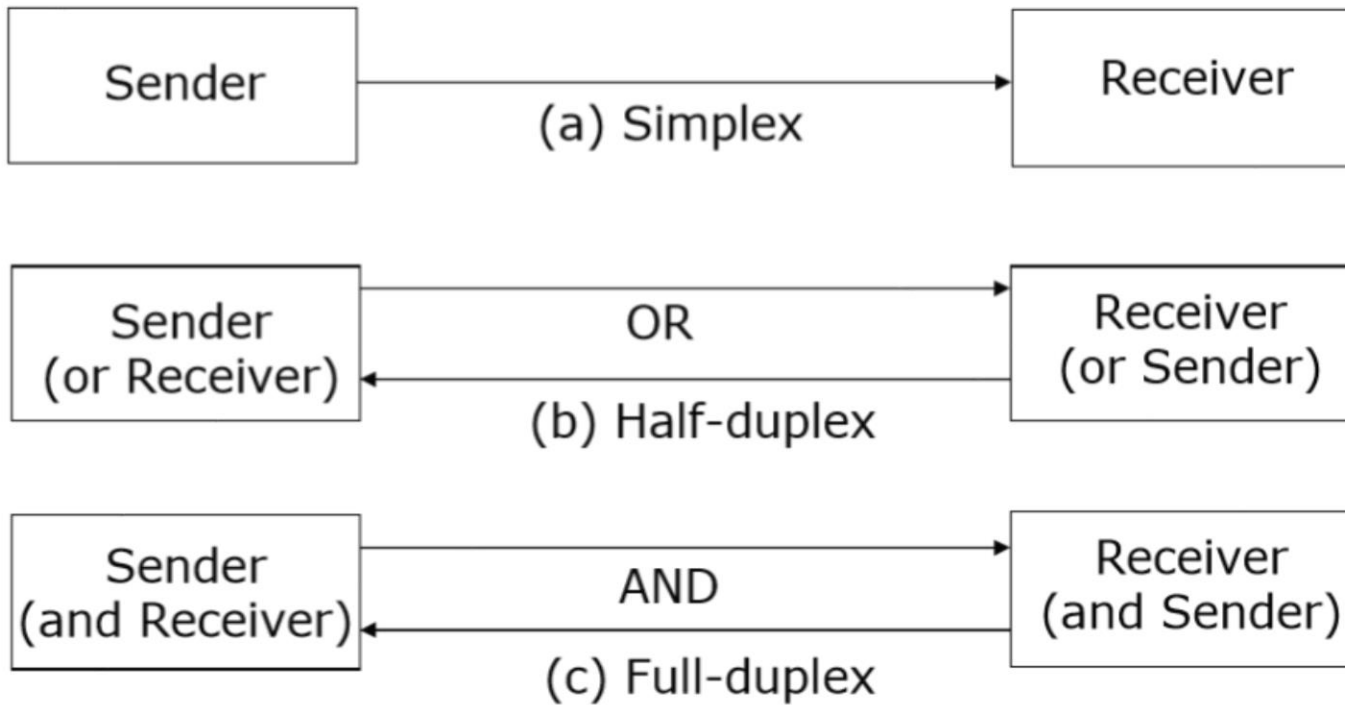 Sender
Receiver
(a) Simplex
Sender
(or Receiver)
OR
Receiver
(or Sender)
(b) Half-duplex
Sender
(and Receiver)
AND
Receiver
(and Sender)
(c) Full-duplex